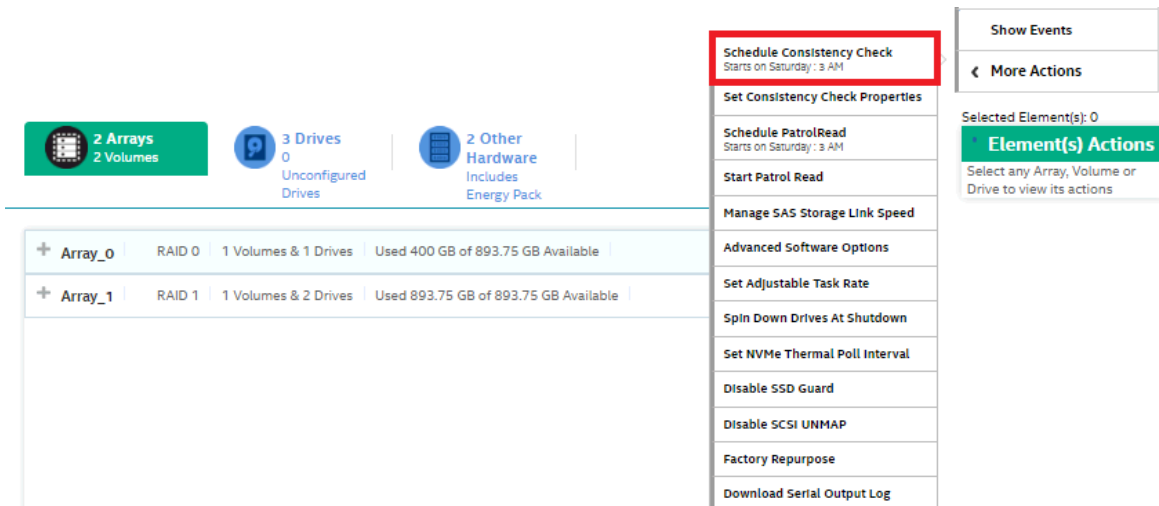 2 Arrays
2 Volumes
3 Drives
0
Unconfigured
Drives
2 Other
Hardware
Includes
Energy Pack
+ Array_0 RAID 0 1 Volumes & 1 Drives Used 400 GB of 893.75 GB Available
+ Array_1 RAID 1 1 Volumes & 2 Drives Used 893.75 GB of 893.75 GB Available
Schedule Consistency Check
Starts on Saturday : 3 AM
Set Consistency Check Properties
Schedule PatrolRead
Starts on Saturday : 3 AM
Start Patrol Read
Manage SAS Storage Link Speed
Advanced Software Options
Set Adjustable Task Rate
Spin Down Drives At Shutdown
Set NVMe Thermal Poll Interval
Disable SSD Guard
Disable SCSI UNMAP
Factory Repurpose
Download Serial Output Log
Show Events
More Actions
Selected Element(s): 0
Element(s) Actions
Select any Array, Volume or
Drive to view its actions